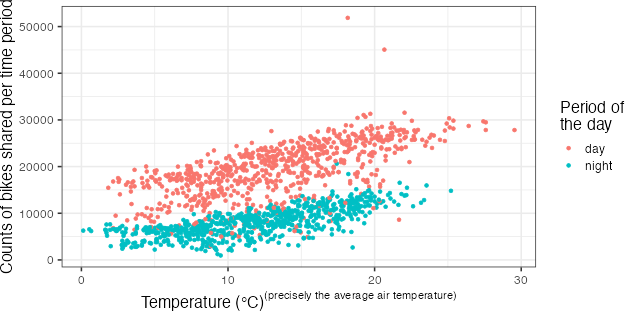 Counts of bikes shared per time period
50000
40000
30000
20000
10000
0
0 10 20 30
Temperature (°C)(precisely the average air temperature)
Period of
the day
day
night